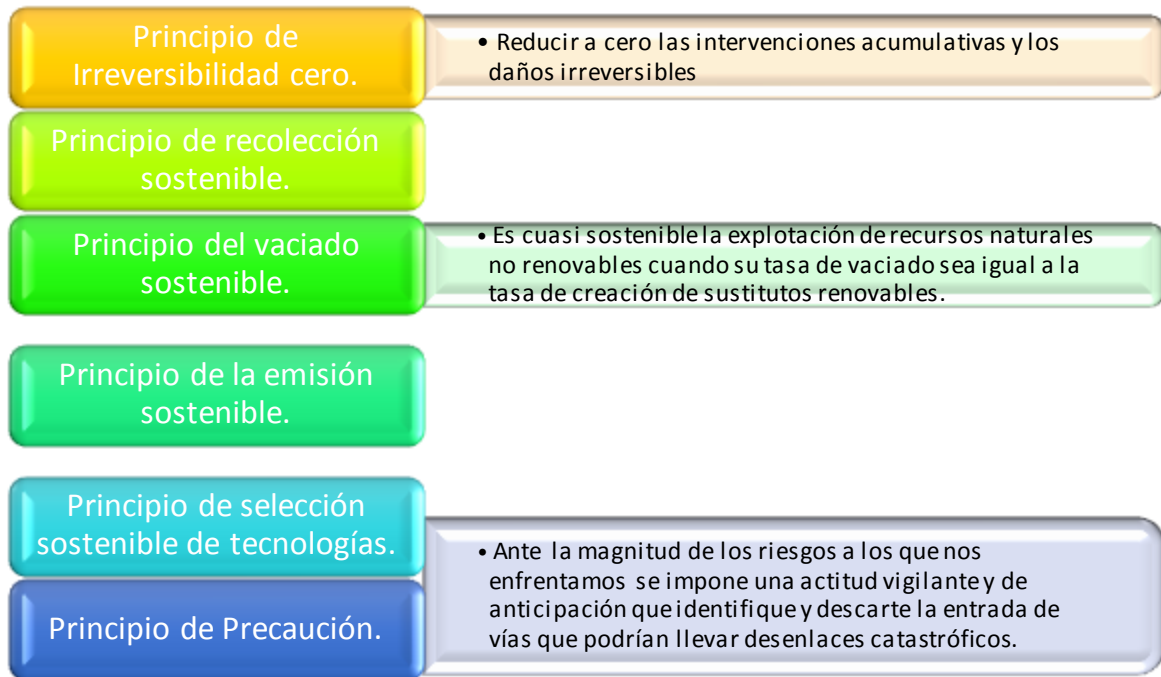 Principio de
Irreversibilidad cero.
• Reducir a cero las intervenciones acumulativas y los
daños irreversibles
Principio de recolección
sostenible.
Principio del vaciado
sostenible.
• Es cuasi sostenible la explotación de recursos naturales
no renovables cuando su tasa de vaciado sea igual a la
tasa de creación de sustitutos renovables.
Principio de la emisión
sostenible.
Principio de selección
sostenible de tecnologías.
Principio de Precaución.
• Ante la magnitud de los riesgos a los que nos
enfrentamos se impone una actitud vigilante y de
anticipación que identifique y descarte la entrada de
vías que podrían llevar desenlaces catastróficos.